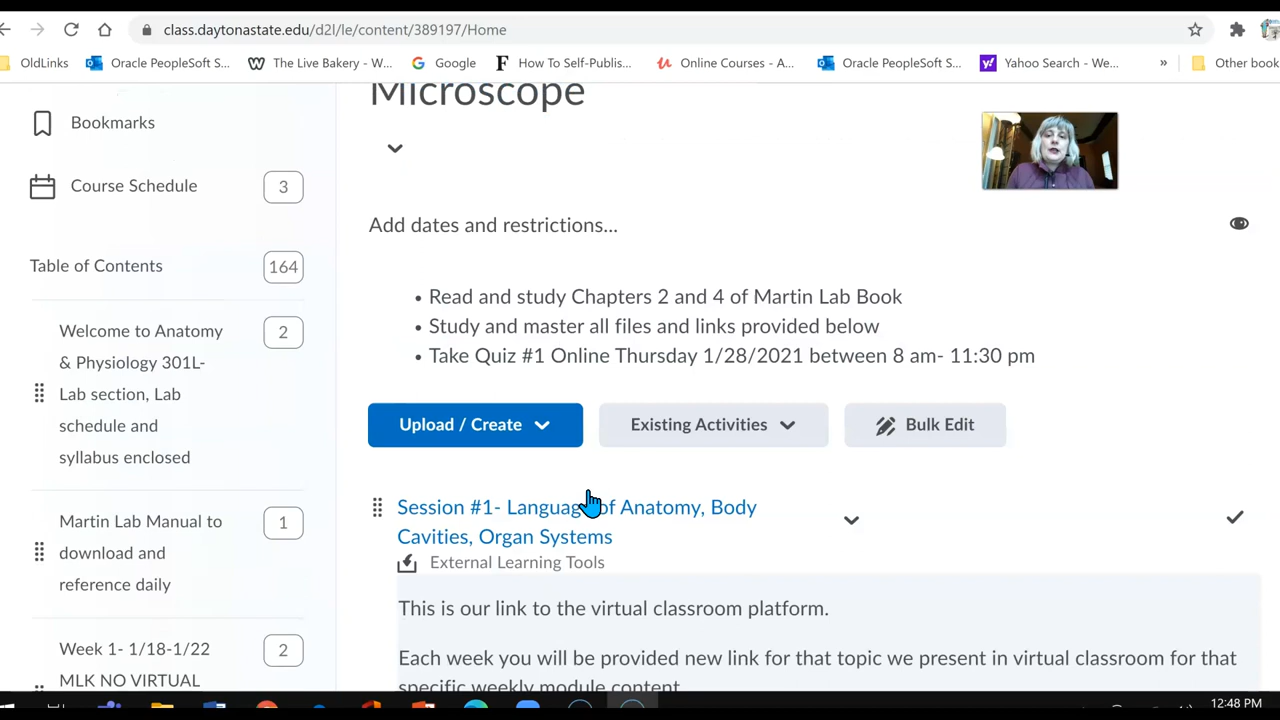 class.daytonastate.edu/d2l/le/content/389197/Home
OldLinks
Oracle PeopleSoft S...
The Live Bakery - W...
Google
How To Self-Publis...
Online Courses - A...
Oracle PeopleSoft S...
Yahoo Search - We...
»
Other book
Microscope
Bookmarks
Course Schedule
3
Add dates and restrictions...
Table of Contents
164
• Read and study Chapters 2 and 4 of Martin Lab Book
• Study and master all files and links provided below
• Take Quiz #1 Online Thursday 1/28/2021 between 8 am- 11:30 pm
Welcome to Anatomy
2
& Physiology 301L-
Lab section, Lab
schedule and
syllabus enclosed
Upload / Create
Existing Activities
Bulk Edit
Session #1- Language of Anatomy, Body
Cavities, Organ Systems
External Learning Tools
Martin Lab Manual to
1
download and
reference daily
This is our link to the virtual classroom platform.
Week 1- 1/18-1/22
2
MLK NO VIRTUAL
Each week you will be provided new link for that topic we present in virtual classroom for that
specific weekly module content.
12:48 PM